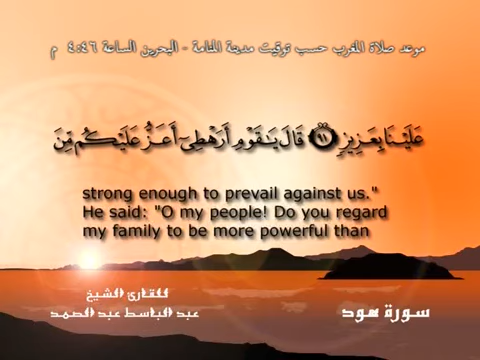 موعد صلاة المغرب حسب توقيت مدينة المنامة - البحرين الساعة ٤:٤٦ م
عَلَيْنَا بِعَزِيزٍ ﴿٩١﴾ قَالَ يَـٰقَوْمِ أَرَهْطِىٓ أَعَزُّ عَلَيْكُم مِّنَ
strong enough to prevail against us."
He said: "O my people! Do you regard
my family to be more powerful than
للقارئ الشيخ
عبد الباسط عبد الصمد
سورة هود